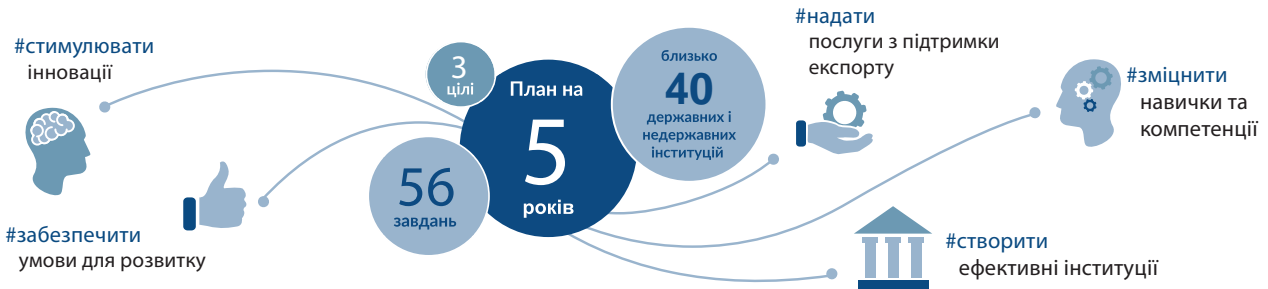 #стимулювати
інновації
#забезпечити
умови для розвитку
3
цілі
56
завдань
План на
5
років
близько
40
державних і
недержавних
інституцій
#надати
послуги з підтримки
експорту
#зміцнити
навички та
компетенції
#створити
ефективні інституції